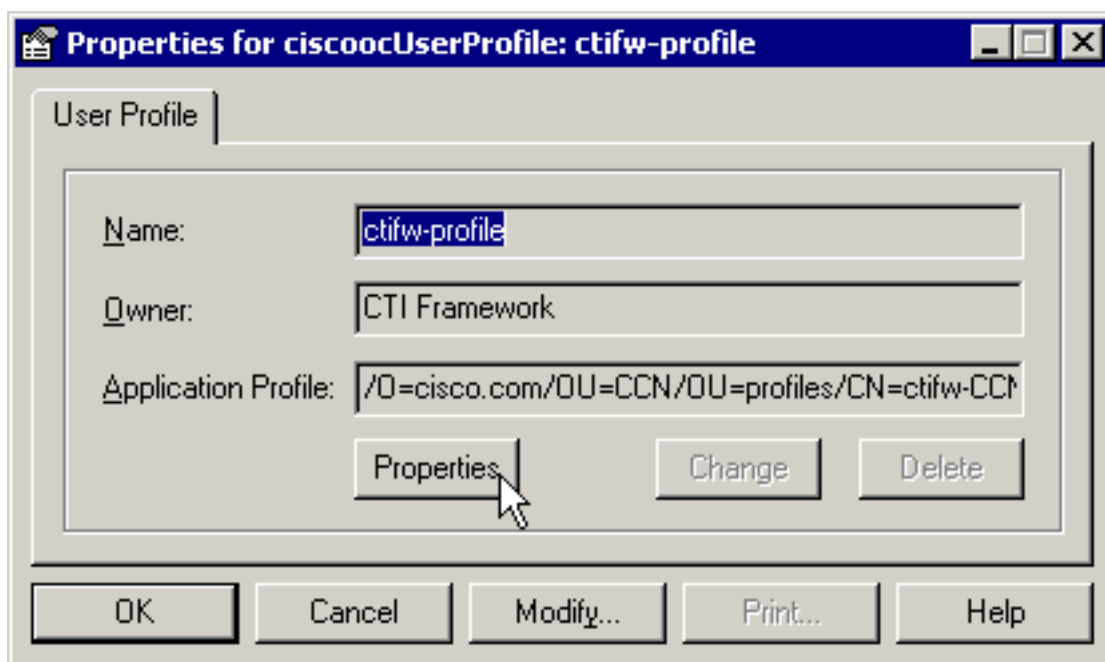 Properties for ciscoocUserProfile: ctifw-profile
User Profile
Name: ctifw-profile
Owner: CTI Framework
Application Profile: /O=cisco.com/OU=CCN/OU=profiles/CN=ctifw-CCN
Properties Change Delete
OK Cancel Modify... Print... Help